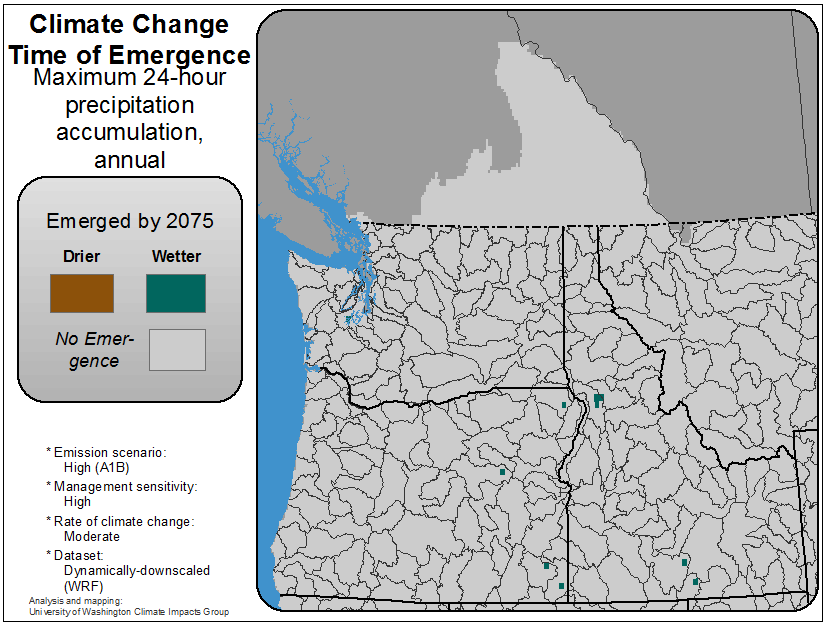 Climate Change
Time of Emergence
Maximum 24-hour
precipitation
accumulation,
annual
Emerged by 2075
Drier Wetter
No Emer-
gence
* Emission scenario:
High (A1B)
* Management sensitivity:
High
* Rate of climate change:
Moderate
* Dataset:
Dynamically-downscaled
(WRF)
Analysis and mapping:
University of Washington Climate Impacts Group